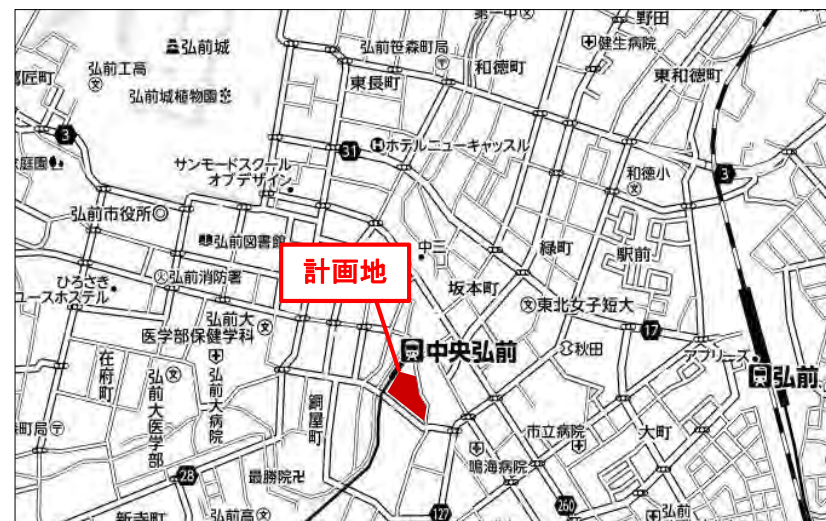 第一中
野田
弘前城
弘前笹森町局
健生病院
弘前工高
和徳町
東和徳町
東長町
弘前城植物園
3
31
ホテルニューキャッスル
サンモードスクール
オブデザイン
和徳小
3
弘前市役所
弘前図書館
中三
緑町
駅前
計画地
弘前消防署
ひろさき
ユースホステル
坂本町
東北女子短大
弘前大
医学部保健学科
17
中央弘前
秋田
アプリーズ
弘前
在府町
弘前大医学部
弘前大病院
銅屋町
市立病院
大町
鳴海病院
28
最勝院
新寺町
弘前高
127
260
弘前